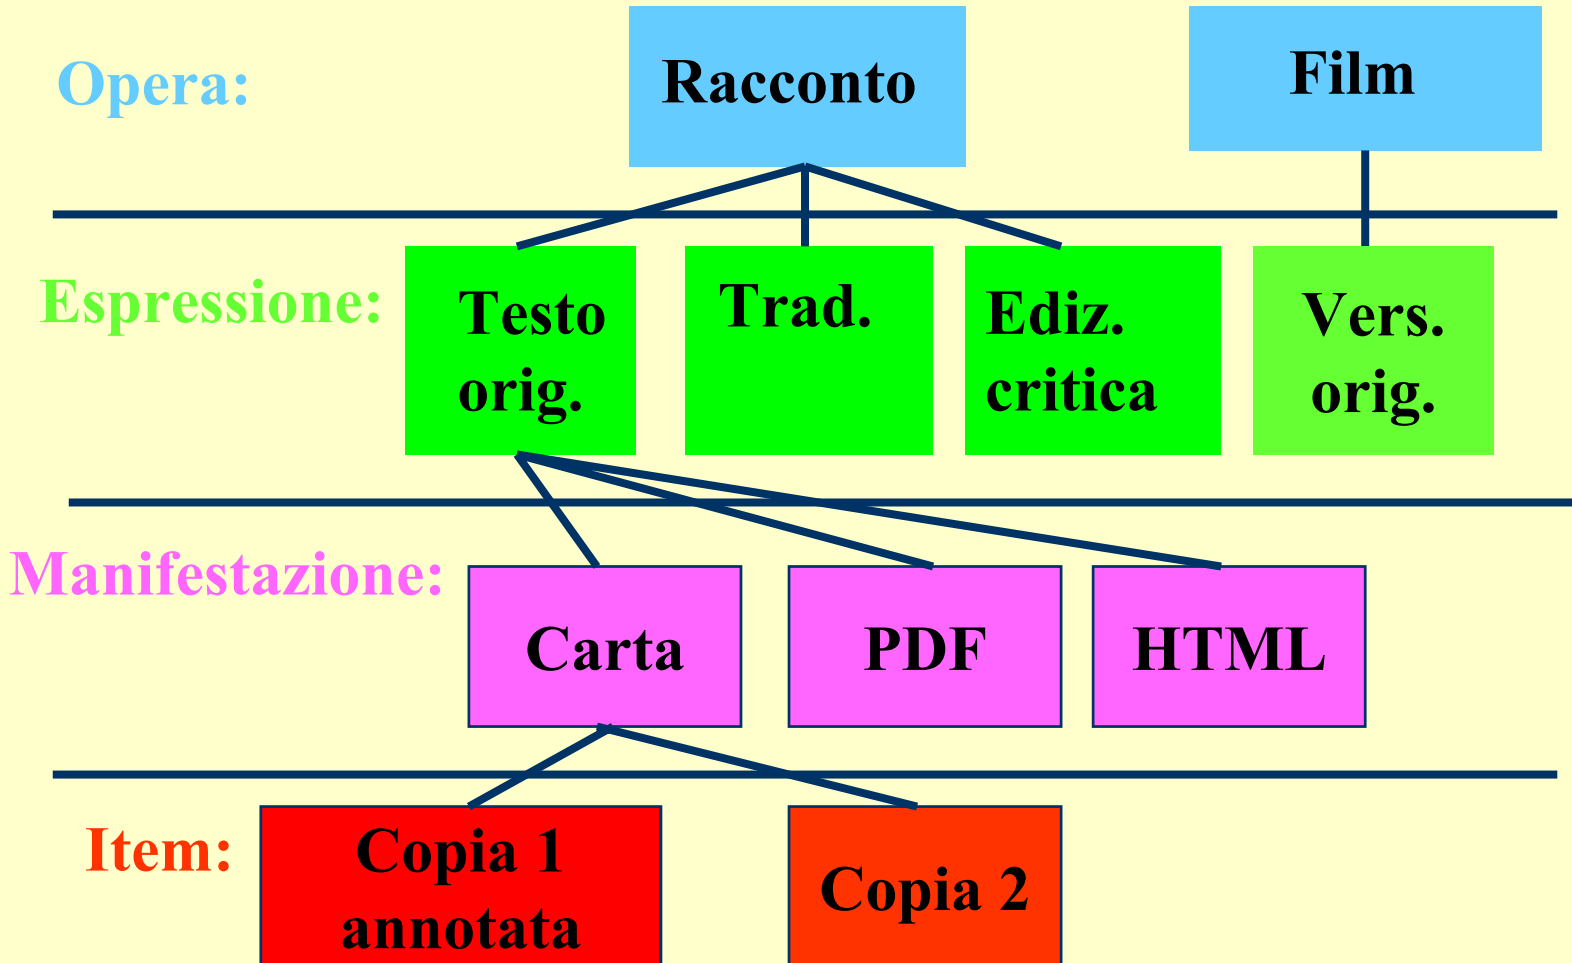 Opera:
Racconto
Film
Espressione:
Testo
orig.
Trad.
Ediz.
critica
Vers.
orig.
Manifestazione:
Carta
PDF
HTML
Item:
Copia 1
annotata
Copia 2